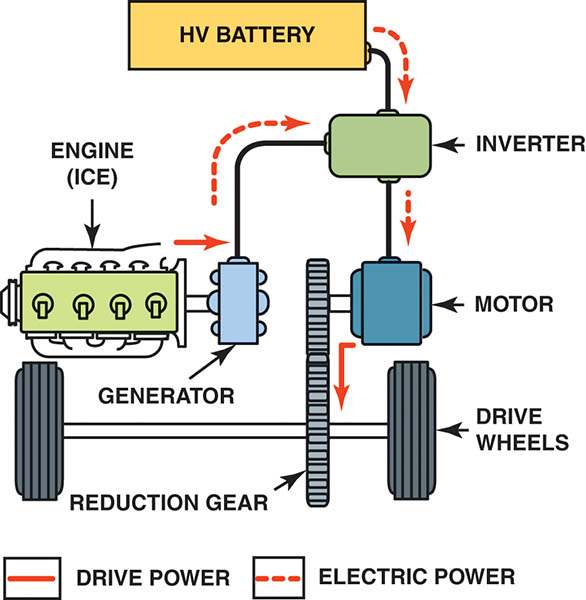 HV BATTERY
ENGINE
(ICE)
INVERTER
MOTOR
GENERATOR
DRIVE
WHEELS
REDUCTION GEAR
DRIVE POWER
ELECTRIC POWER